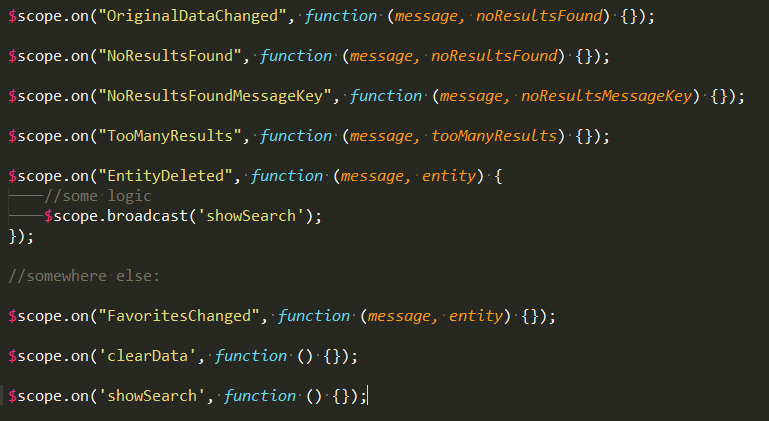 $scope.on("OriginalDataChanged", function (message, noResultsFound) {});
$scope.on("NoResultsFound", function (message, noResultsFound) {});
$scope.on("NoResultsFoundMessageKey", function (message, noResultsMessageKey) {});
$scope.on("TooManyResults", function (message, tooManyResults) {});
$scope.on("EntityDeleted", function (message, entity) {
//some logic
$scope.broadcast('showSearch');
});
//somewhere else:
$scope.on("FavoritesChanged", function (message, entity) {});
$scope.on('clearData', function () {});
$scope.on('showSearch', function () {});